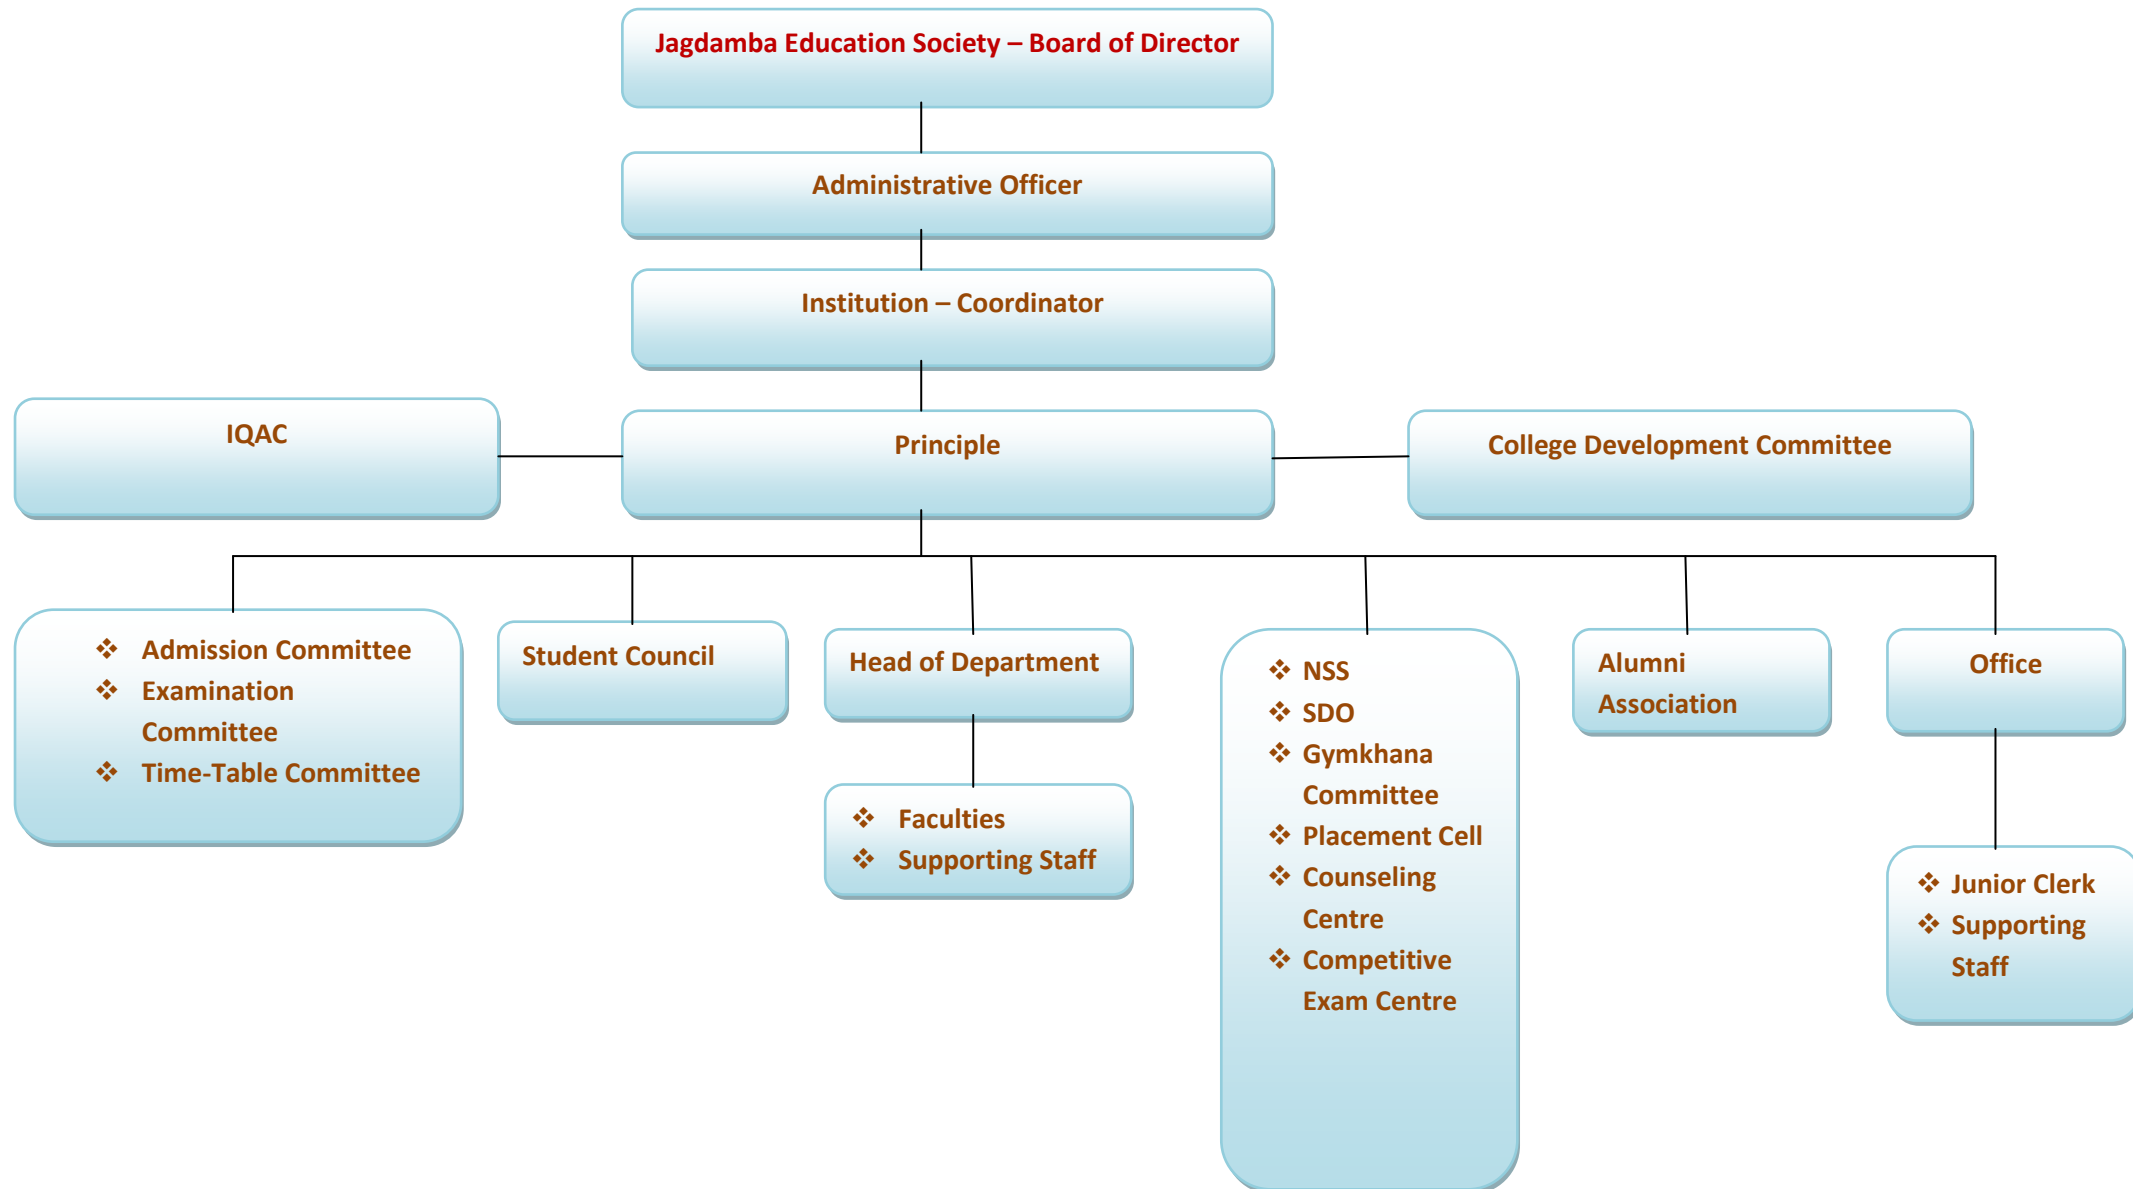 Jagdamba Education Society – Board of Director
Administrative Officer
Institution – Coordinator
IQAC
Principle
College Development Committee
❖ Admission Committee
❖ Examination
Committee
❖ Time-Table Committee
Student Council
Head of Department
❖ Faculties
❖ Supporting Staff
❖ NSS
❖ SDO
❖ Gymkhana
Committee
❖ Placement Cell
❖ Counseling
Centre
❖ Competitive
Exam Centre
Alumni
Association
Office
❖ Junior Clerk
❖ Supporting
Staff